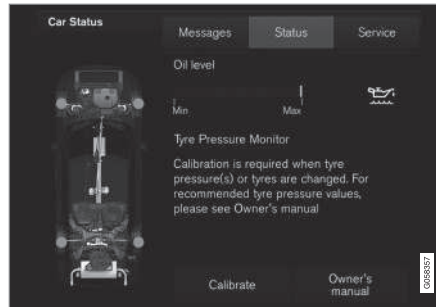 Car Status
Messages Status Service
Oil level
Min Max
Tyre Pressure Monitor
Calibration is required when tyre
pressure(s) or tyres are changed. For
recommended tyre pressure values,
please see Owner's manual
Calibrate Owner's
manual
G058357